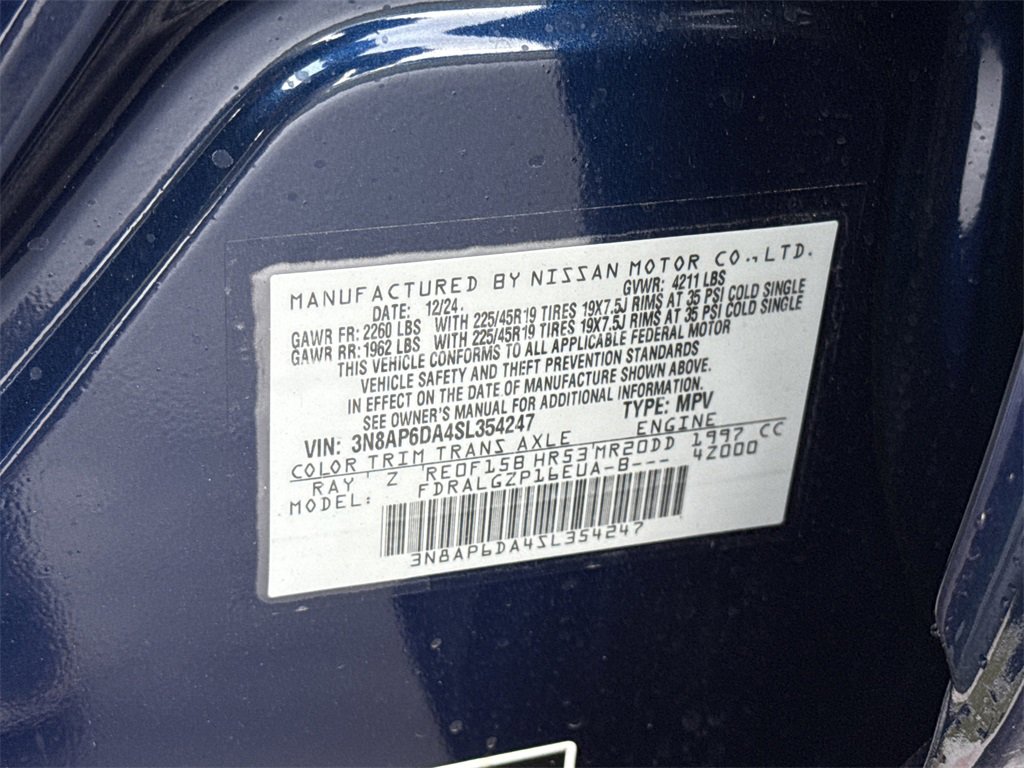 MANUFACTURED BY NISSAN MOTOR CO., LTD.
DATE: 12/24. GVWR: 4211 LBS
GAWR FR: 2260 LBS WITH 225/45R19 TIRES 19X7.5J RIMS AT 35 PSI COLD SINGLE
GAWR RR: 1962 LBS WITH 225/45R19 TIRES 19X7.5J RIMS AT 35 PSI COLD SINGLE
THIS VEHICLE CONFORMS TO ALL APPLICABLE FEDERAL MOTOR
VEHICLE SAFETY AND THEFT PREVENTION STANDARDS
IN EFFECT ON THE DATE OF MANUFACTURE SHOWN ABOVE.
SEE OWNER'S MANUAL FOR ADDITIONAL INFORMATION.
VIN: 3N8AP6DA4SL354247 TYPE: MPV
COLOR TRIM TRANS AXLE ENGINE
RAY Z RE0F15B HR53 MR20DD 1997 CC
MODEL: FDRALGZP16EUA-B--- 42000
3N8AP6DA4SL354247